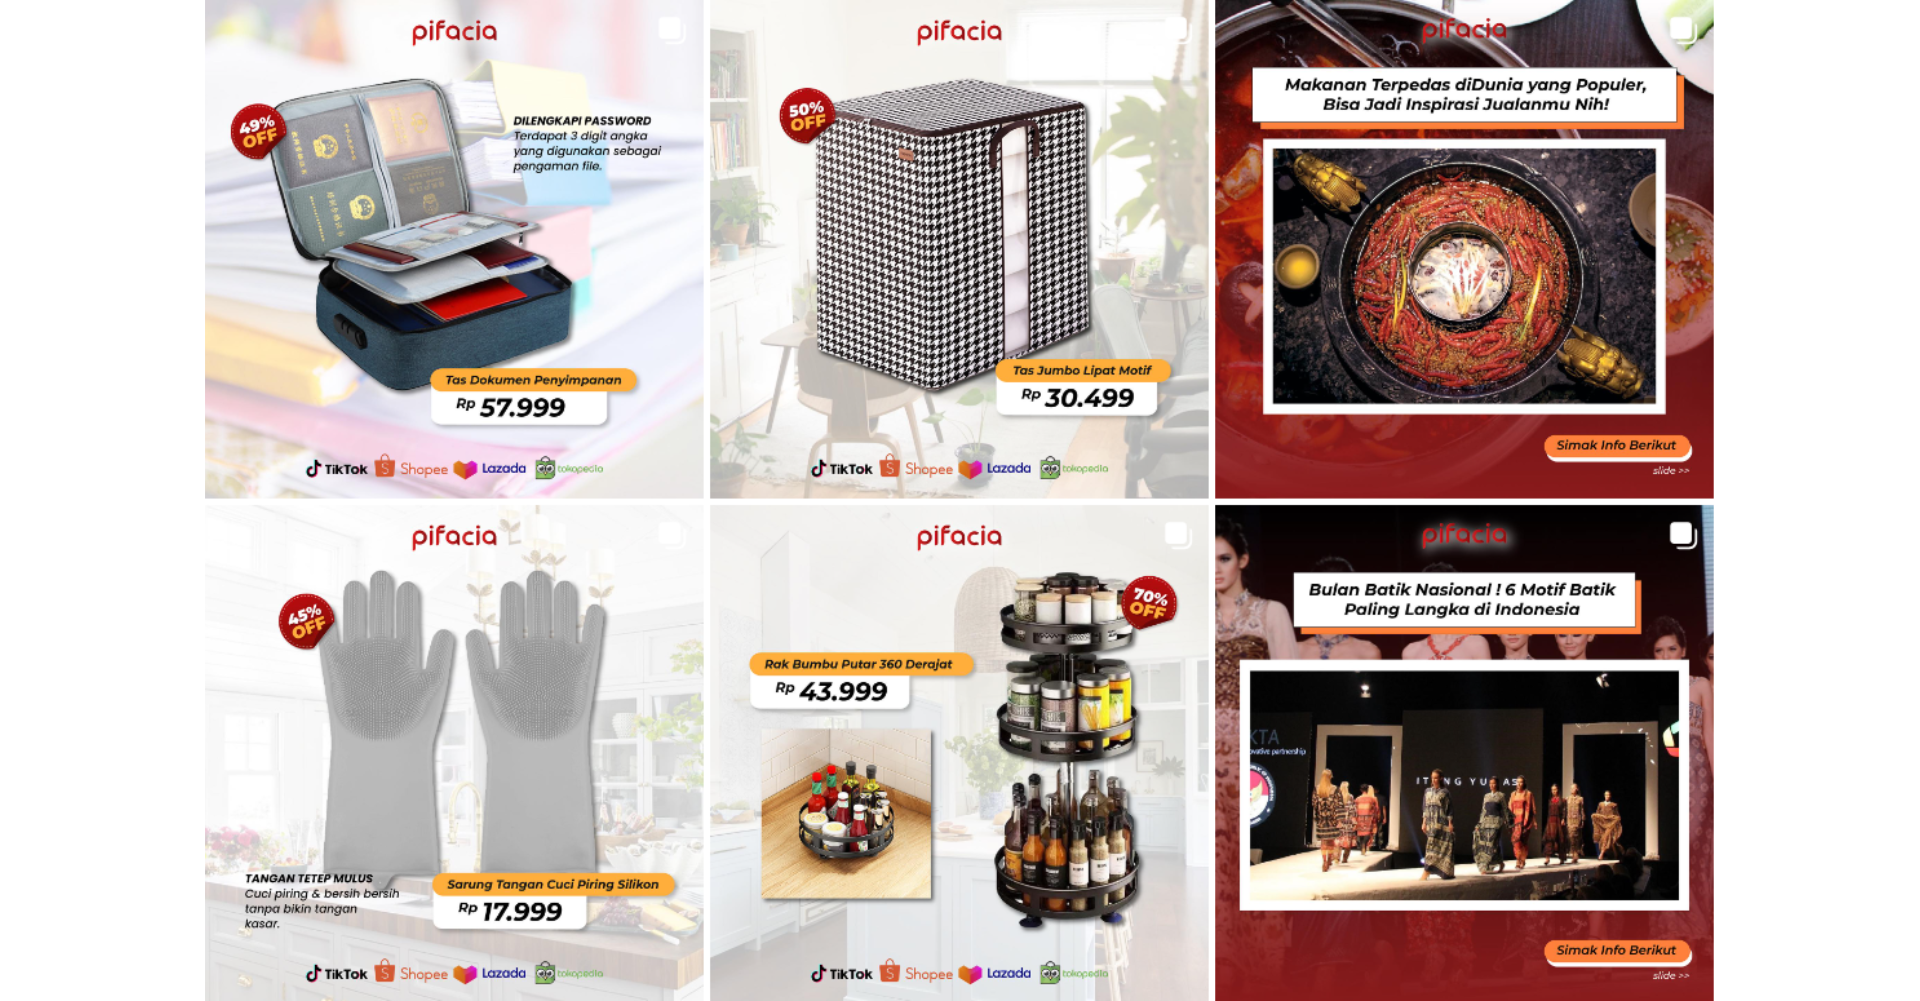 pifacia
49%
OFF
DILENGKAPI PASSWORD
Terdapat 3 digit angka
yang digunakan sebagai
pengaman file.
Tas Dokumen Penyimpanan
Rp 57.999
TikTok Shopee Lazada tokopedia
pifacia
50%
OFF
Tas Jumbo Lipat Motif
Rp 30.499
TikTok Shopee Lazada tokopedia
pifacia
Makanan Terpedas diDunia yang Populer,
Bisa Jadi Inspirasi Jualanmu Nih!
Simak Info Berikut
slide >>
pifacia
45%
OFF
TANGAN TETEP MULUS
Cuci piring & bersih bersih
tanpa bikin tangan
kasar.
Sarung Tangan Cuci Piring Silikon
Rp 17.999
TikTok Shopee Lazada tokopedia
pifacia
70%
OFF
Rak Bumbu Putar 360 Derajat
Rp 43.999
TikTok Shopee Lazada tokopedia
pifacia
Bulan Batik Nasional ! 6 Motif Batik
Paling Langka di Indonesia
Simak Info Berikut
slide >>